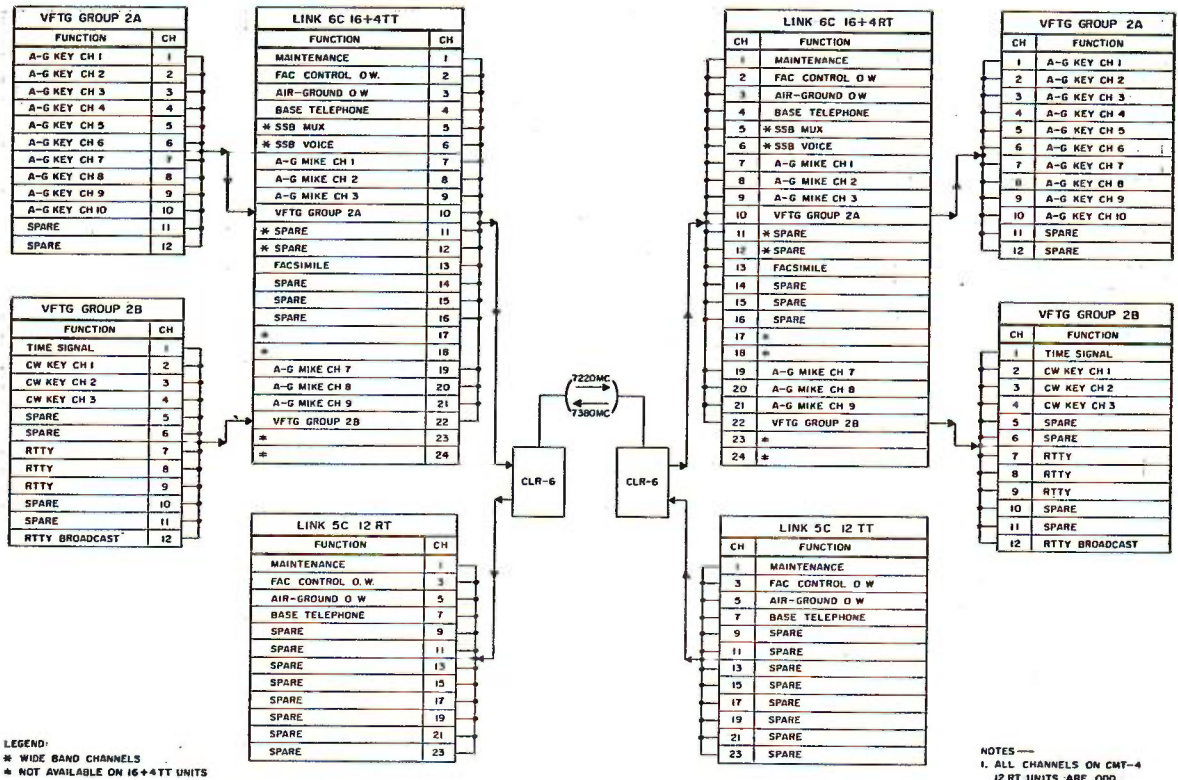 VFTG GROUP 2A
FUNCTION CH
A-G KEY CH 1 1
A-G KEY CH 2 2
A-G KEY CH 3 3
A-G KEY CH 4 4
A-G KEY CH 5 5
A-G KEY CH 6 6
A-G KEY CH 7 7
A-G KEY CH 8 8
A-G KEY CH 9 9
A-G KEY CH 10 10
SPARE 11
SPARE 12
VFTG GROUP 2B
FUNCTION CH
TIME SIGNAL 1
CW KEY CH 1 2
CW KEY CH 2 3
CW KEY CH 3 4
SPARE 5
SPARE 6
RTTY 7
RTTY 8
RTTY 9
SPARE 10
SPARE 11
RTTY BROADCAST 12
LINK 6C 16+4TT
FUNCTION CH
MAINTENANCE 1
FAC CONTROL O.W. 2
AIR-GROUND O W 3
BASE TELEPHONE 4
* SSB MUX 5
* SSB VOICE 6
A-G MIKE CH 1 7
A-G MIKE CH 2 8
A-G MIKE CH 3 9
VFTG GROUP 2A 10
* SPARE 11
* SPARE 12
FACSIMILE 13
SPARE 14
SPARE 15
SPARE 16
* 17
* 18
A-G MIKE CH 7 19
A-G MIKE CH 8 20
A-G MIKE CH 9 21
VFTG GROUP 2B 22
* 23
* 24
LINK 5C 12 RT
FUNCTION CH
MAINTENANCE 1
FAC CONTROL O.W. 3
AIR-GROUND O W 5
BASE TELEPHONE 7
SPARE 9
SPARE 11
SPARE 13
SPARE 15
SPARE 17
SPARE 19
SPARE 21
SPARE 23
7220MC
7380MC
CLR-6
CLR-6
LINK 6C 16+4RT
CH FUNCTION
1 MAINTENANCE
2 FAC CONTROL O W
3 AIR-GROUND O W
4 BASE TELEPHONE
5 * SSB MUX
6 * SSB VOICE
7 A-G MIKE CH 1
8 A-G MIKE CH 2
9 A-G MIKE CH 3
10 VFTG GROUP 2A
11 * SPARE
12 * SPARE
13 FACSIMILE
14 SPARE
15 SPARE
16 SPARE
17 *
18 *
19 A-G MIKE CH 7
20 A-G MIKE CH 8
21 A-G MIKE CH 9
22 VFTG GROUP 2B
23 *
24 *
LINK 5C 12 TT
CH FUNCTION
1 MAINTENANCE
3 FAC CONTROL O W
5 AIR-GROUND O W
7 BASE TELEPHONE
9 SPARE
11 SPARE
13 SPARE
15 SPARE
17 SPARE
19 SPARE
21 SPARE
23 SPARE
VFTG GROUP 2A
CH FUNCTION
1 A-G KEY CH 1
2 A-G KEY CH 2
3 A-G KEY CH 3
4 A-G KEY CH 4
5 A-G KEY CH 5
6 A-G KEY CH 6
7 A-G KEY CH 7
8 A-G KEY CH 8
9 A-G KEY CH 9
10 A-G KEY CH 10
11 SPARE
12 SPARE
VFTG GROUP 2B
CH FUNCTION
1 TIME SIGNAL
2 CW KEY CH 1
3 CW KEY CH 2
4 CW KEY CH 3
5 SPARE
6 SPARE
7 RTTY
8 RTTY
9 RTTY
10 SPARE
11 SPARE
12 RTTY BROADCAST
LEGEND:
* WIDE BAND CHANNELS
* NOT AVAILABLE ON 16+4TT UNITS
NOTES —
1. ALL CHANNELS ON CMT-4
12 RT UNITS ARE ODD